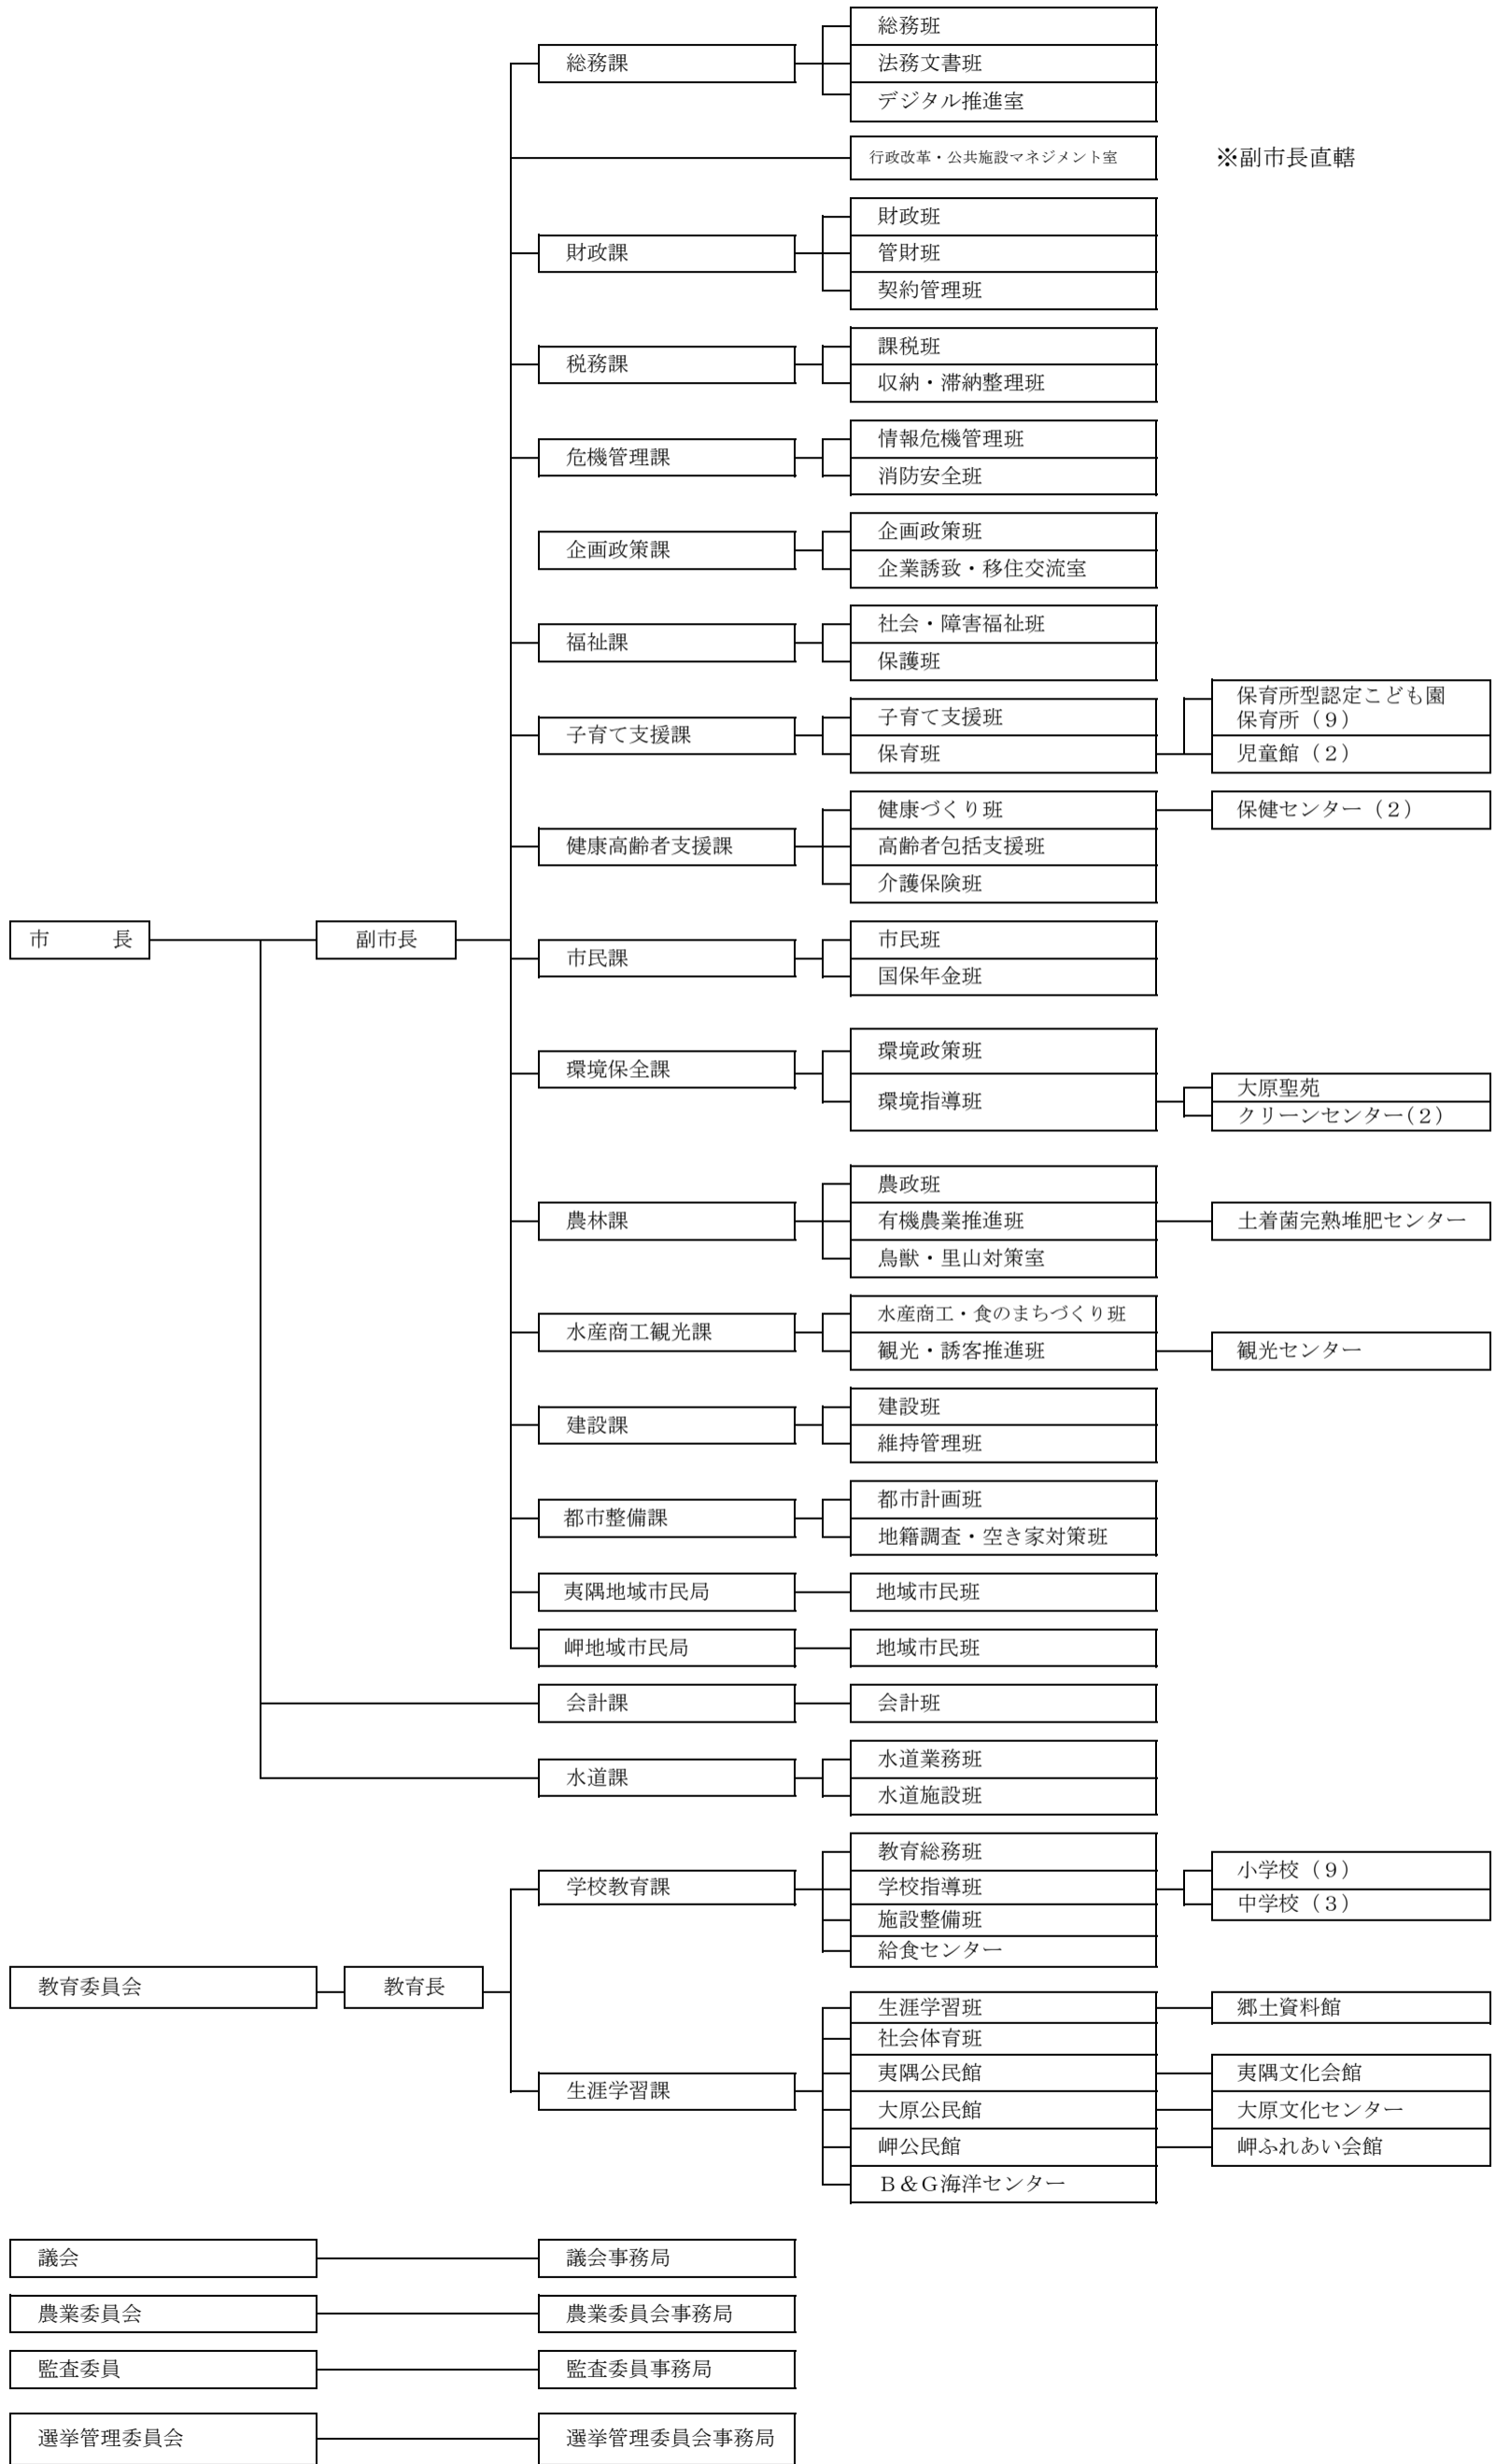 総務班
総務課
法務文書班
デジタル推進室
行政改革・公共施設マネジメント室
※副市長直轄
財政班
財政課
管財班
契約管理班
課税班
税務課
収納・滞納整理班
情報危機管理班
危機管理課
消防安全班
企画政策班
企画政策課
企業誘致・移住交流室
社会・障害福祉班
福祉課
保護班
保育所型認定こども園
保育所（９）
子育て支援班
子育て支援課
保育班
児童館（２）
健康づくり班
保健センター（２）
健康高齢者支援課
高齢者包括支援班
介護保険班
市　　　長
副市長
市民班
市民課
国保年金班
環境政策班
環境保全課
環境指導班
大原聖苑
クリーンセンター（２）
農政班
農林課
有機農業推進班
土着菌完熟堆肥センター
鳥獣・里山対策室
水産商工・食のまちづくり班
水産商工観光課
観光・誘客推進班
観光センター
建設班
建設課
維持管理班
都市計画班
都市整備課
地籍調査・空き家対策班
夷隅地域市民局
地域市民班
岬地域市民局
地域市民班
会計課
会計班
水道業務班
水道課
水道施設班
教育総務班
小学校（９）
学校教育課
学校指導班
中学校（３）
施設整備班
給食センター
教育委員会
教育長
生涯学習班
郷土資料館
社会体育班
夷隅公民館
夷隅文化会館
生涯学習課
大原公民館
大原文化センター
岬公民館
岬ふれあい会館
Ｂ＆Ｇ海洋センター
議会
議会事務局
農業委員会
農業委員会事務局
監査委員
監査委員事務局
選挙管理委員会
選挙管理委員会事務局